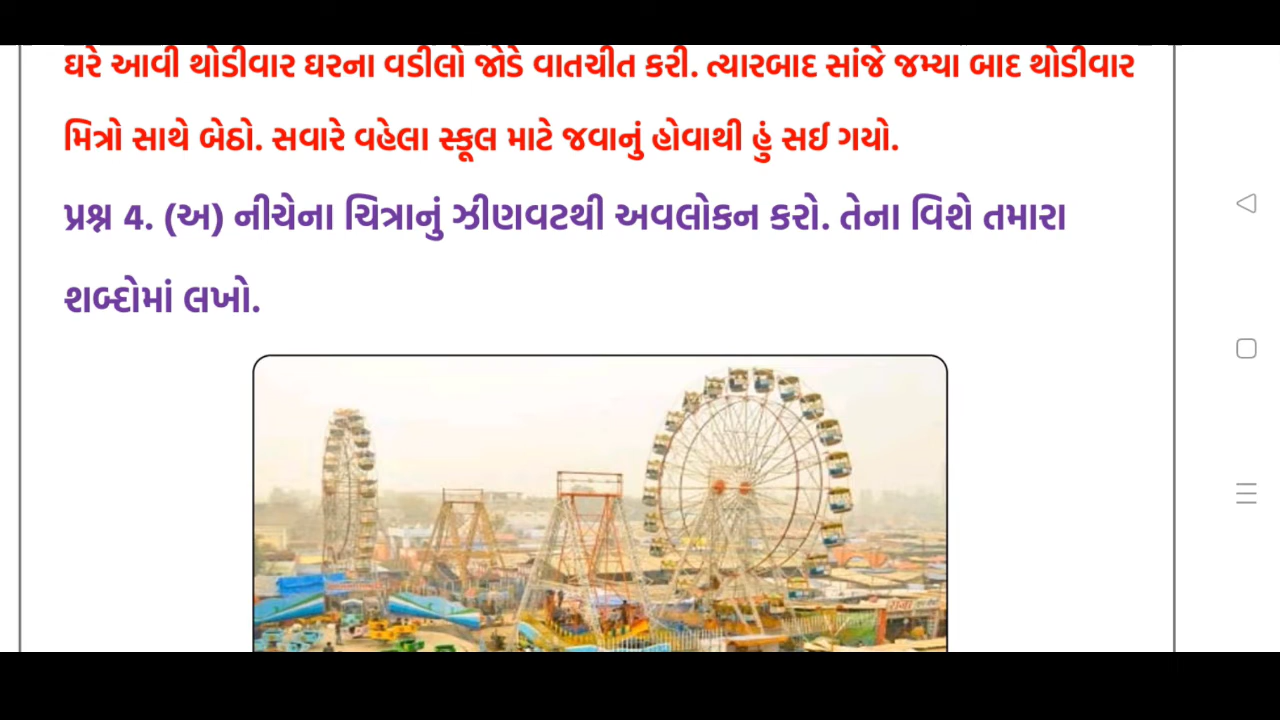 ઘરે આવી થોડીવાર ઘરના વડીલો જોડે વાતચીત કરી. ત્યારબાદ સાંજે જમ્યા બાદ થોડીવાર
મિત્રો સાથે બેઠો. સવારે વહેલા સ્કૂલ માટે જવાનું હોવાથી હું સઈ ગયો.
પ્રશ્ન 4. (અ) નીચેના ચિત્રાનું ઝીણવટથી અવલોકન કરો. તેના વિશે તમારા
શબ્દોમાં લખો.